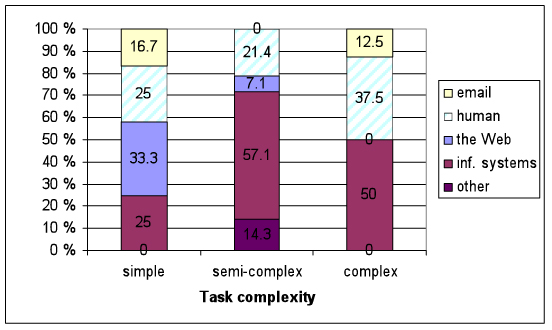 100 %
90 %
80 %
70 %
60 %
50 %
40 %
30 %
20 %
10 %
0 %
16.7
25
33.3
25
0
0
21.4
7.1
57.1
14.3
12.5
37.5
0
50
0
simple
semi-complex
complex
Task complexity
email
human
the Web
inf. systems
other